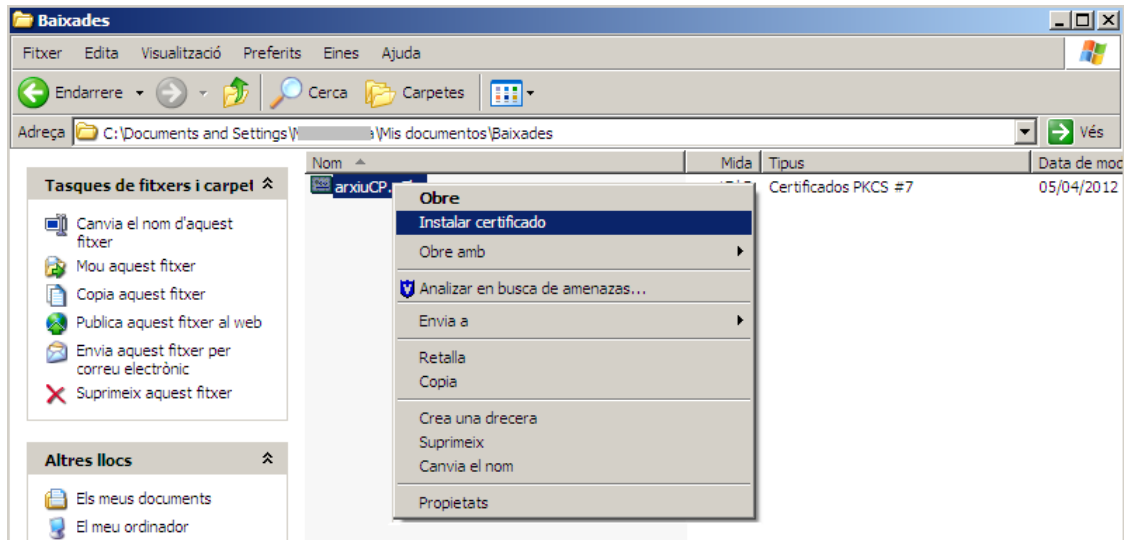 Baixades
Fitxer Edita Visualització Preferits Eines Ajuda
Endarrere Cerca Carpetes
Adreça C:\Documents and Settings\ \Mis documentos\Baixades Vés
Nom Mida Tipus Data de moc
arxiuCP. Certificados PKCS #7 05/04/2012
Tasques de fitxers i carpet
Canvia el nom d'aquest
fitxer
Mou aquest fitxer
Copia aquest fitxer
Publica aquest fitxer al web
Envia aquest fitxer per
correu electrònic
Suprimeix aquest fitxer
Altres llocs
Els meus documents
El meu ordinador
Obre
Instalar certificado
Obre amb
Analizar en busca de amenazas...
Envia a
Retalla
Copia
Crea una drecera
Suprimeix
Canvia el nom
Propietats